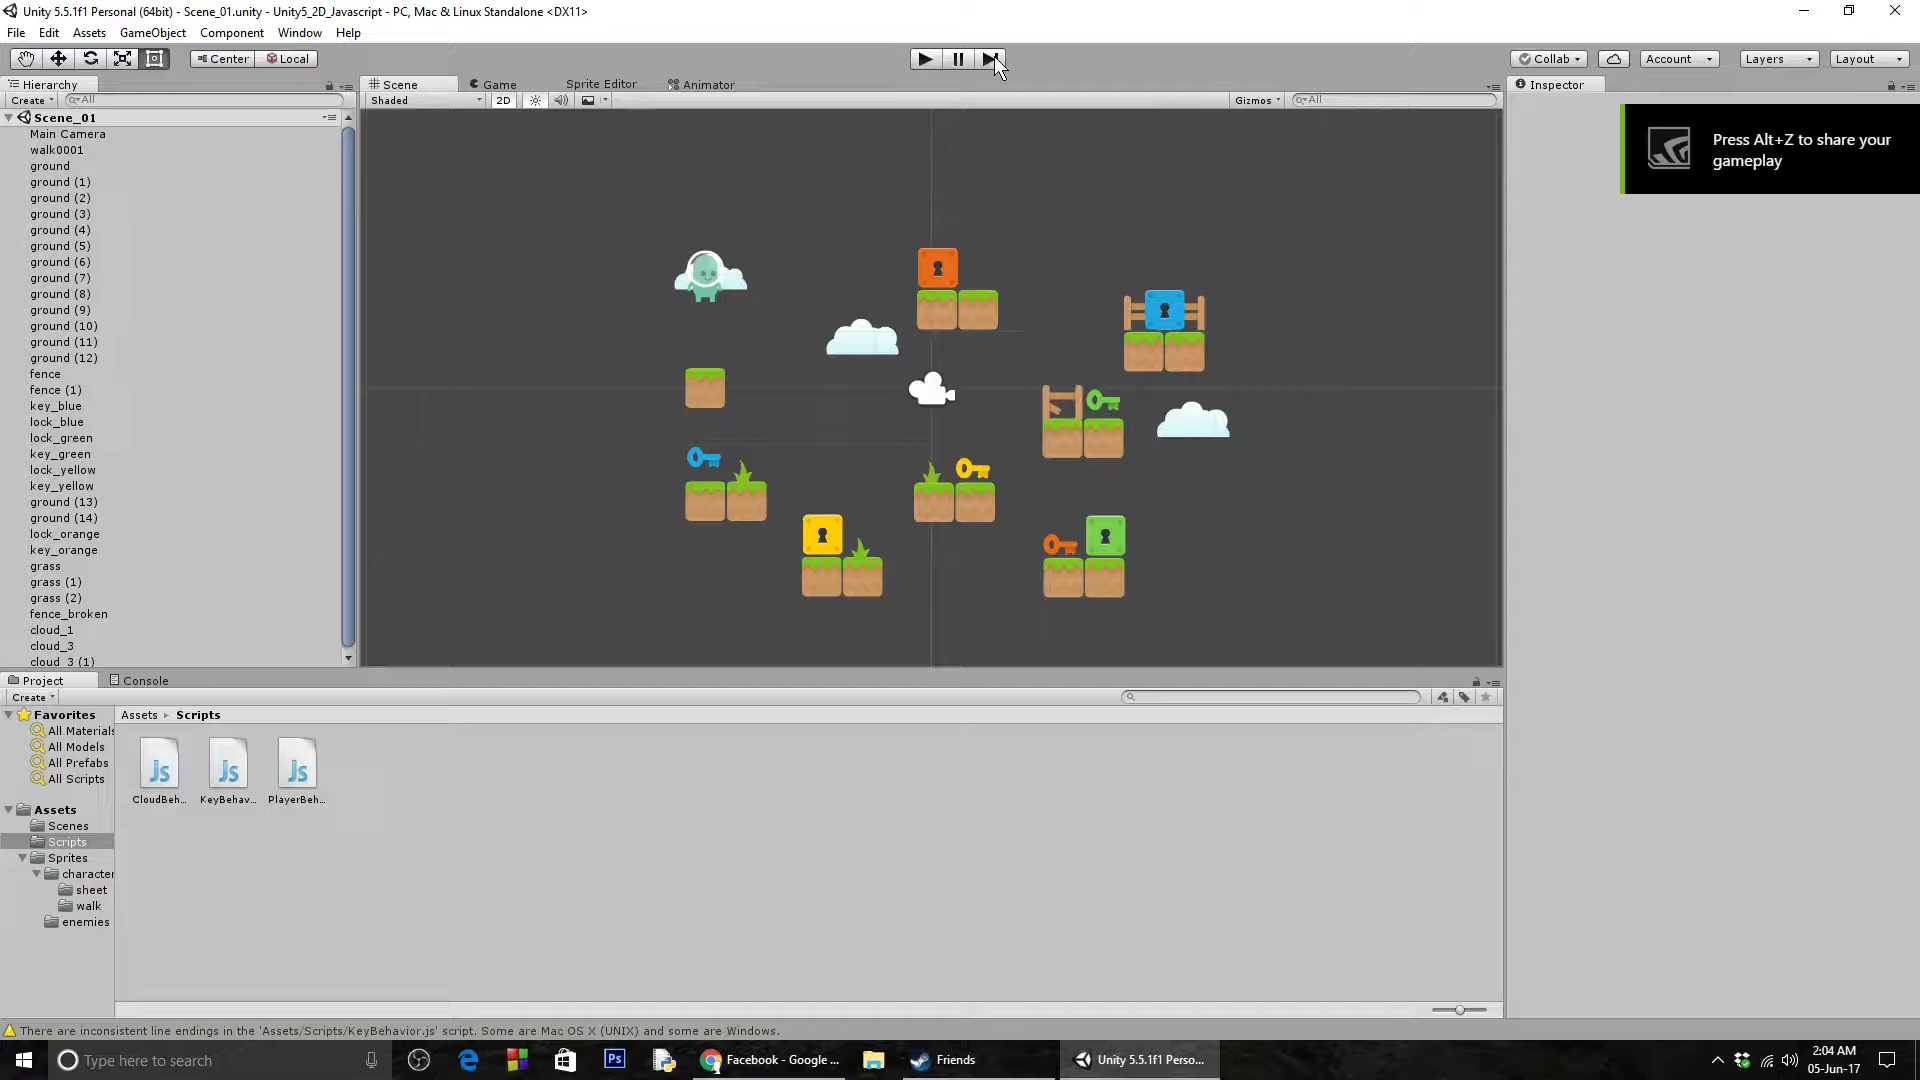 Unity 5.5.1f1 Personal (64bit) - Scene_01.unity - Unity5_2D_Javascript - PC, Mac & Linux Standalone <DX11>
File Edit Assets GameObject Component Window Help
Center Local
Collab Account Layers Layout
Hierarchy
Scene Game Sprite Editor Animator
Inspector
Create All
Shaded 2D
Gizmos All
Scene_01
Main Camera
walk0001
ground
ground (1)
ground (2)
ground (3)
ground (4)
ground (5)
ground (6)
ground (7)
ground (8)
ground (9)
ground (10)
ground (11)
ground (12)
fence
fence (1)
key_blue
lock_blue
lock_green
key_green
lock_yellow
key_yellow
ground (13)
ground (14)
lock_orange
key_orange
grass
grass (1)
grass (2)
fence_broken
cloud_1
cloud_3
cloud_3 (1)
Press Alt+Z to share your
gameplay
Project Console
Create
Favorites
All Materials
All Models
All Prefabs
All Scripts
Assets
Scenes
Scripts
Sprites
character
sheet
walk
enemies
Assets Scripts
Js Js Js
CloudBeh... KeyBehav... PlayerBeh...
There are inconsistent line endings in the 'Assets/Scripts/KeyBehavior.js' script. Some are Mac OS X (UNIX) and some are Windows.
Type here to search
Ps
Facebook - Google ...
Friends
Unity 5.5.1f1 Perso...
2:04 AM
05-Jun-17